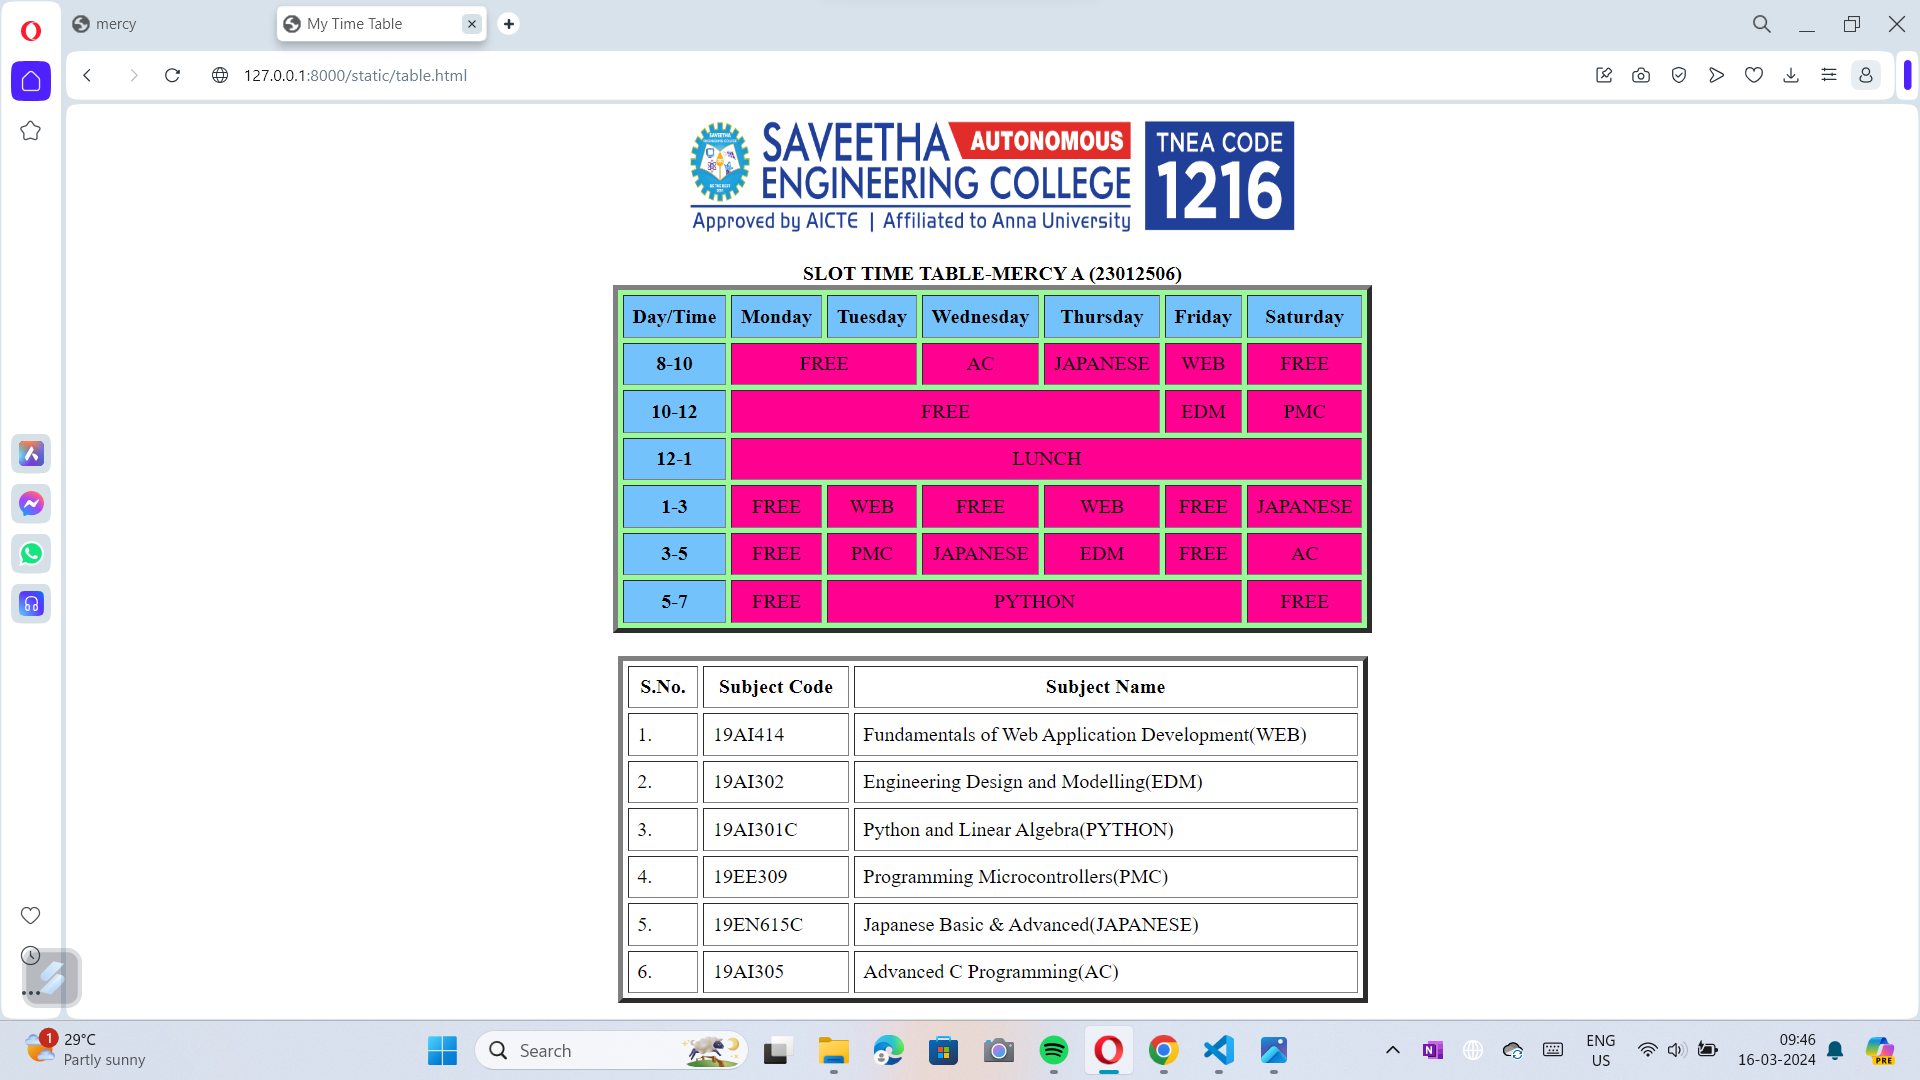 mercy
My Time Table
127.0.0.1:8000/static/table.html
SAVEETHA AUTONOMOUS
ENGINEERING COLLEGE
Approved by AICTE | Affiliated to Anna University
TNEA CODE
1216
SLOT TIME TABLE-MERCY A (23012506)
Day/Time Monday Tuesday Wednesday Thursday Friday Saturday
8-10 FREE AC JAPANESE WEB FREE
10-12 FREE EDM PMC
12-1 LUNCH
1-3 FREE WEB FREE WEB FREE JAPANESE
3-5 FREE PMC JAPANESE EDM FREE AC
5-7 FREE PYTHON FREE
S.No. Subject Code Subject Name
1. 19AI414 Fundamentals of Web Application Development(WEB)
2. 19AI302 Engineering Design and Modelling(EDM)
3. 19AI301C Python and Linear Algebra(PYTHON)
4. 19EE309 Programming Microcontrollers(PMC)
5. 19EN615C Japanese Basic & Advanced(JAPANESE)
6. 19AI305 Advanced C Programming(AC)
1
29°C
Partly sunny
Search
ENG
US
09:46
16-03-2024
PRE